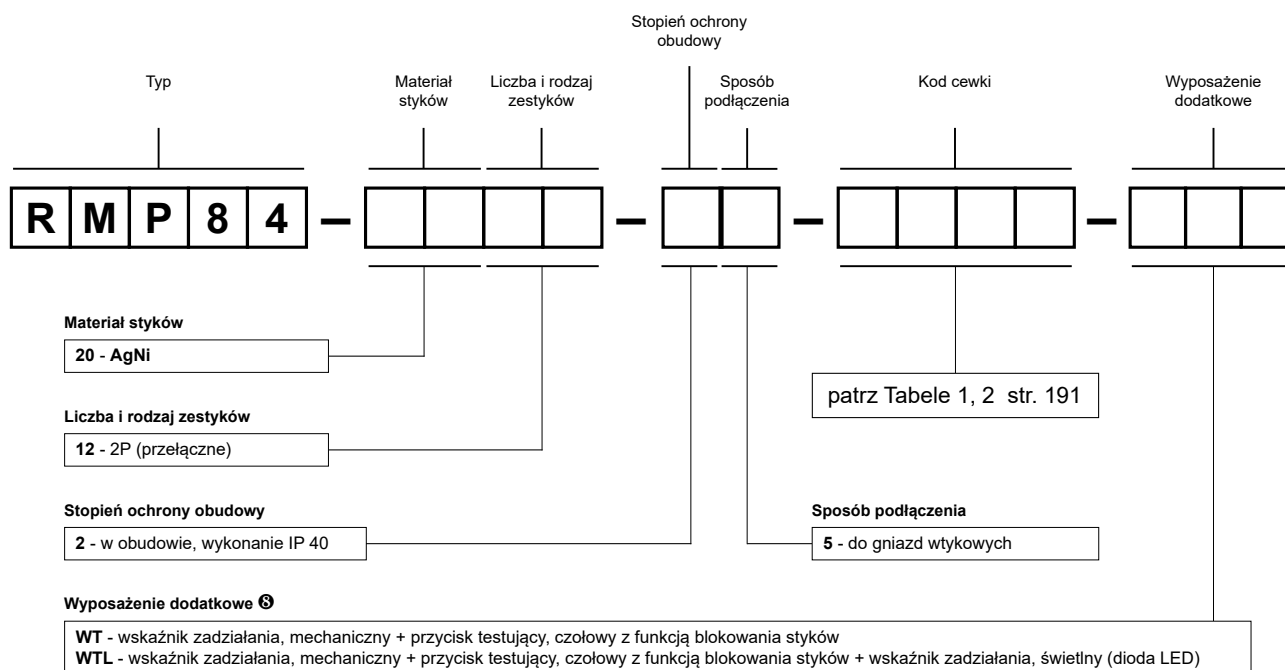 Stopień ochrony
obudowy
Typ
Materiał
styków
Liczba i rodzaj
zestyków
Sposób
podłączenia
Kod cewki
Wyposażenie
dodatkowe
R M P 8 4 – – – –
Materiał styków
20 - AgNi
patrz Tabele 1, 2 str. 191
Liczba i rodzaj zestyków
12 - 2P (przełączne)
Stopień ochrony obudowy
2 - w obudowie, wykonanie IP 40
Sposób podłączenia
5 - do gniazd wtykowych
Wyposażenie dodatkowe ❽
WT - wskaźnik zadziałania, mechaniczny + przycisk testujący, czołowy z funkcją blokowania styków
WTL - wskaźnik zadziałania, mechaniczny + przycisk testujący, czołowy z funkcją blokowania styków + wskaźnik zadziałania, świetlny (dioda LED)